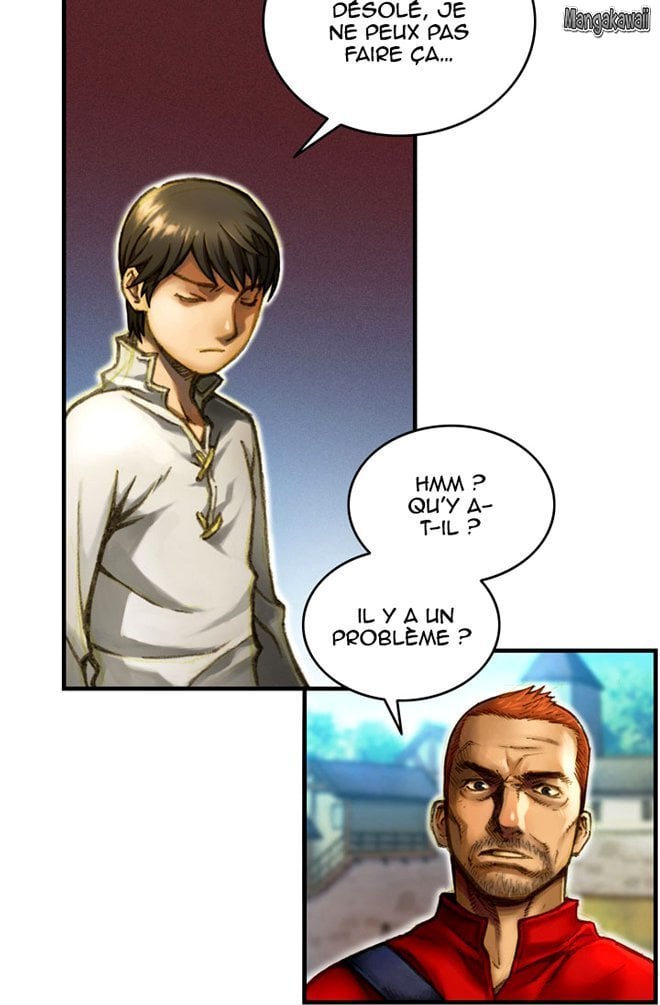 DÉSOLÉ, JE
NE PEUX PAS
FAIRE ÇA...
Mangakawaii
HMM ?
QU'Y A-
T-IL ?
IL Y A UN
PROBLÈME ?